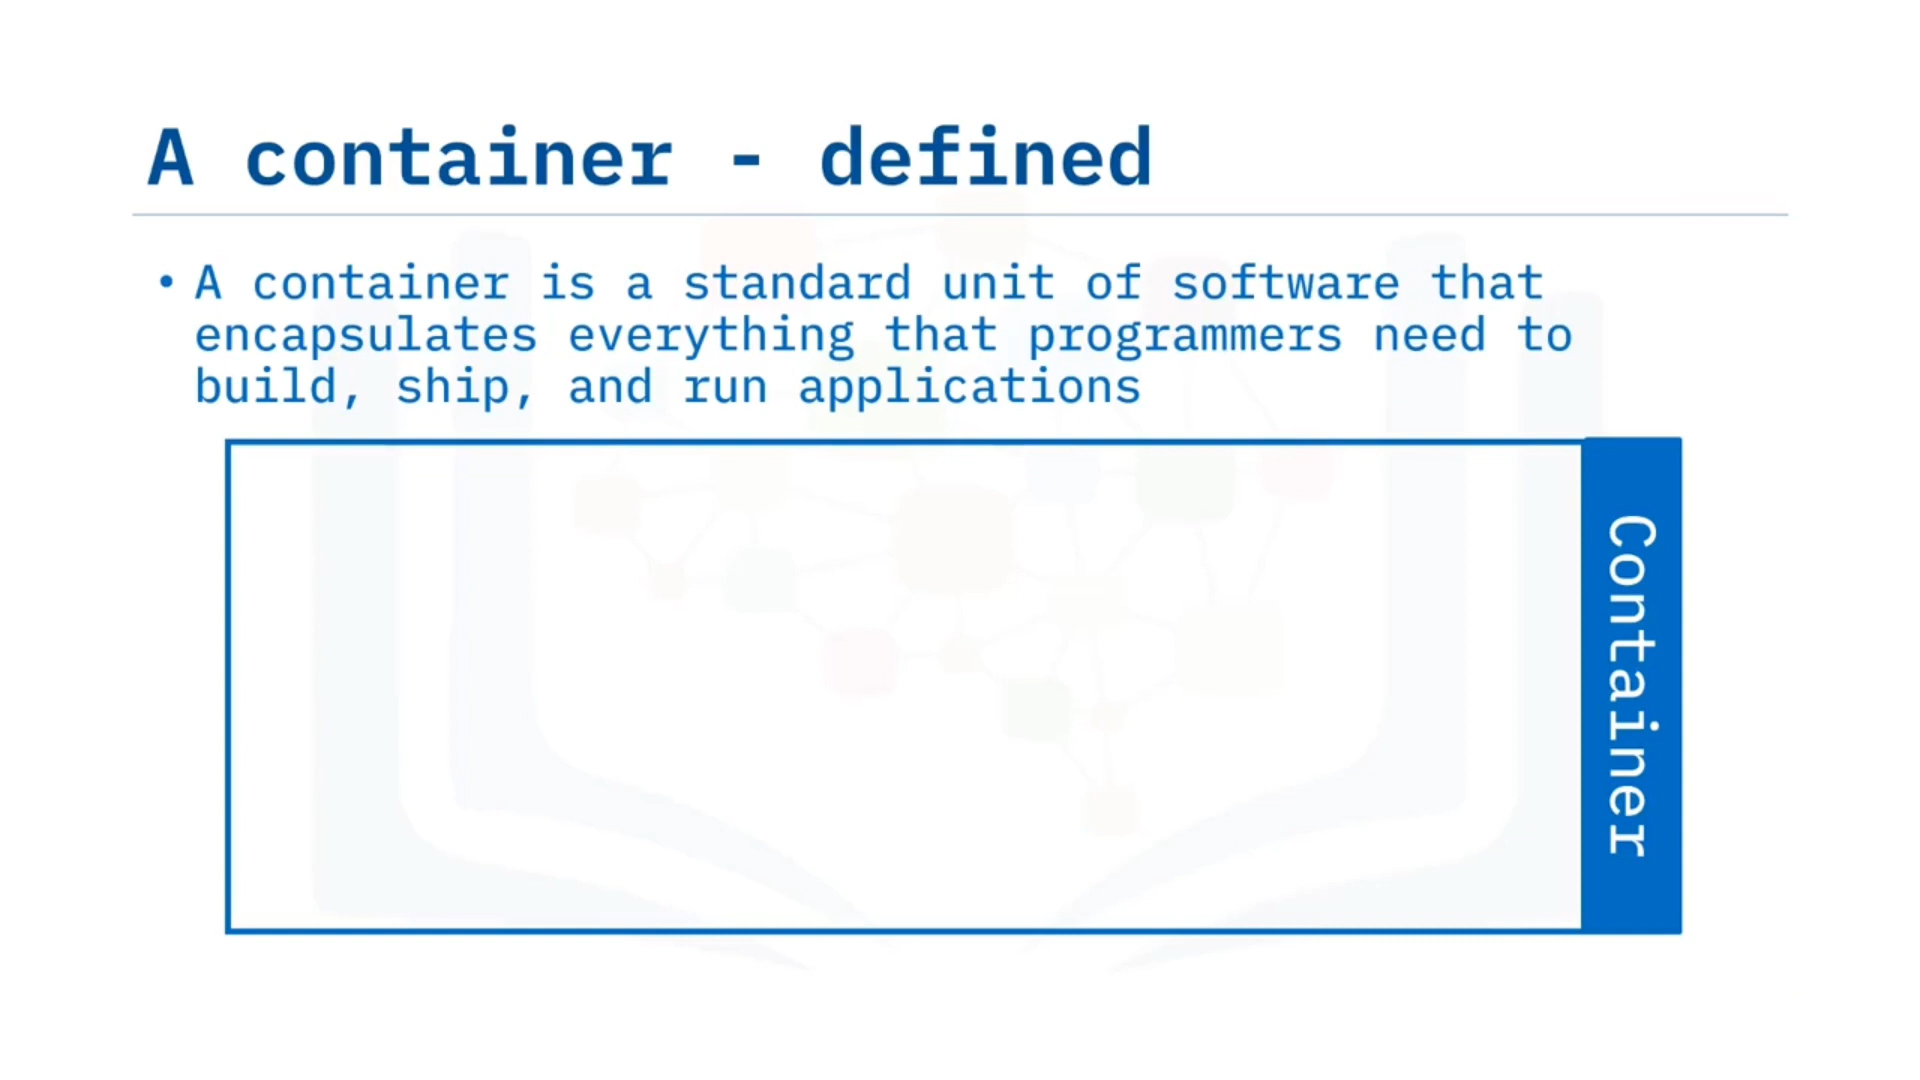 A container - defined
• A container is a standard unit of software that
encapsulates everything that programmers need to
build, ship, and run applications
Container